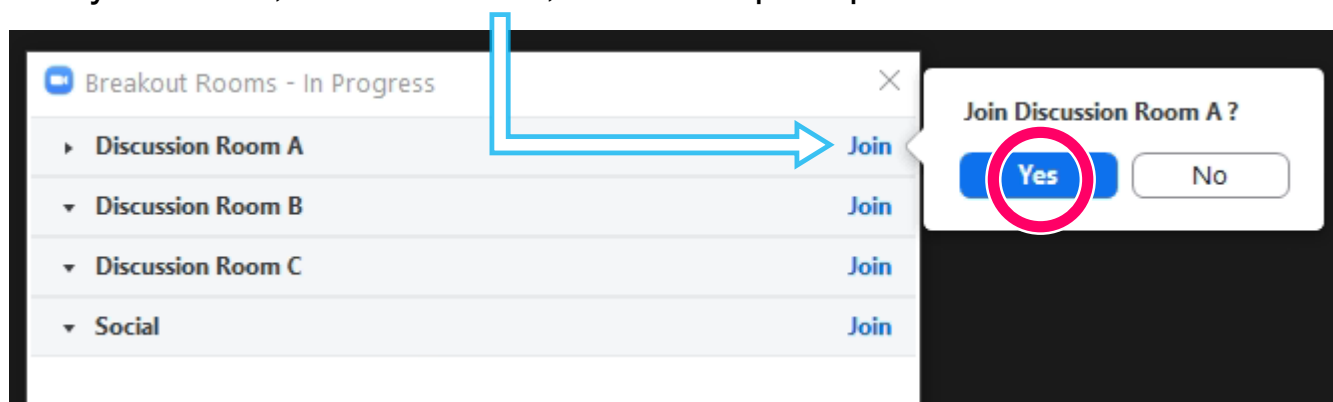 Breakout Rooms - In Progress
Discussion Room A Join
Discussion Room B Join
Discussion Room C Join
Social Join
Join Discussion Room A ?
Yes No